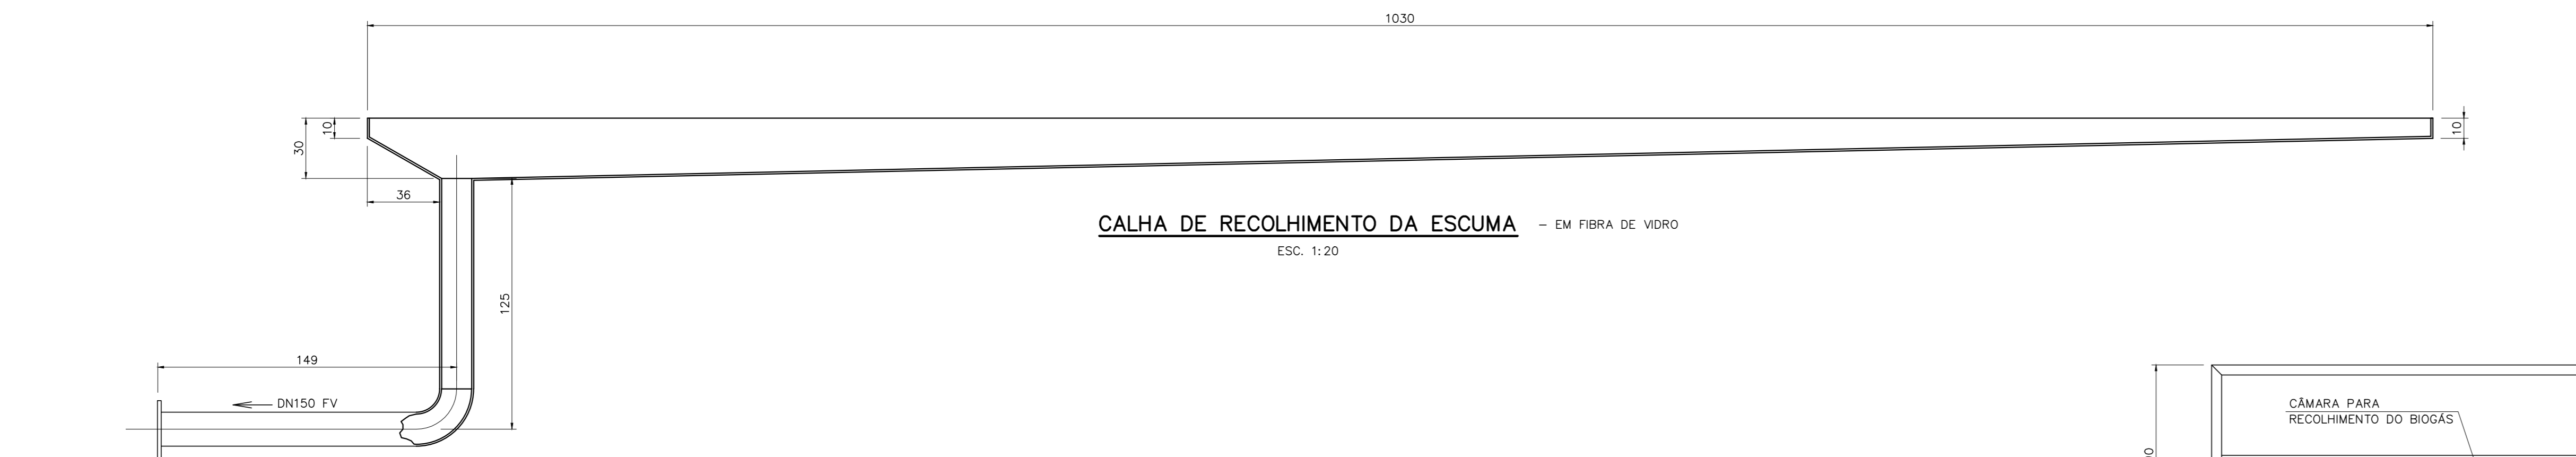 1030
10
30
10
36
CALHA DE RECOLHIMENTO DA ESCUMA – EM FIBRA DE VIDRO
ESC. 1:20
125
149
DN150 FV
CÂMARA PARA
RECOLHIMENTO DO BIOGÁS